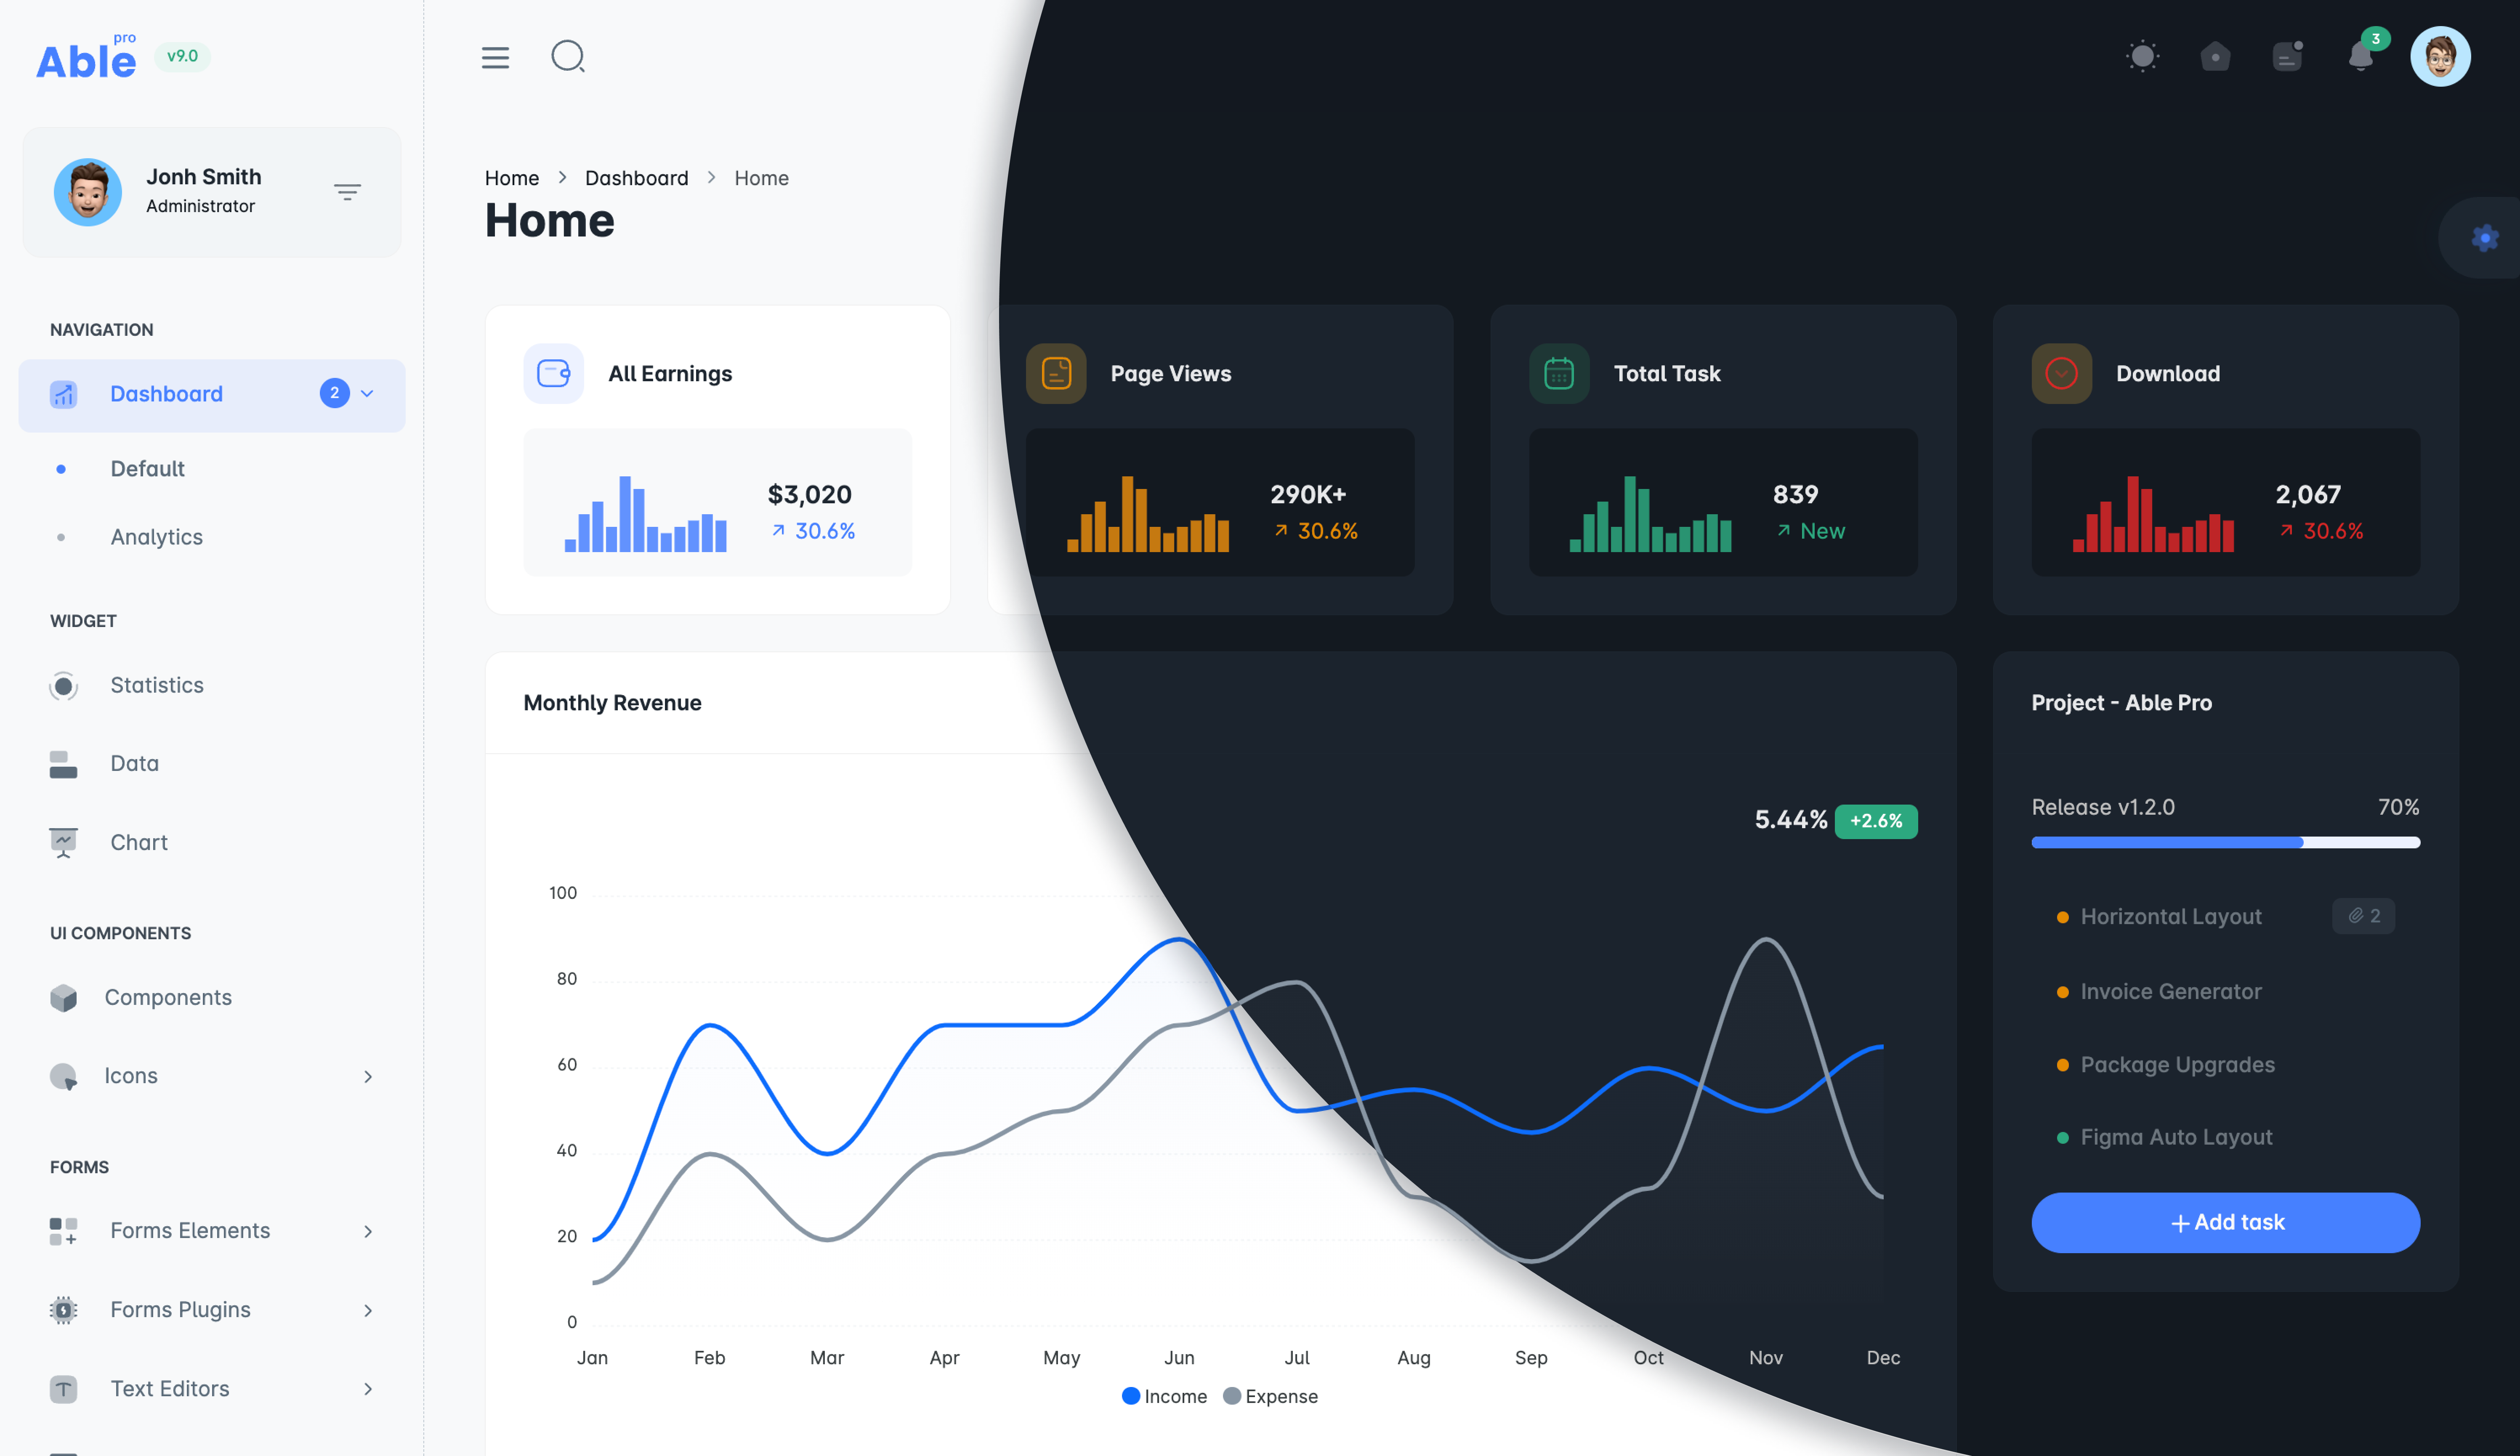 Able pro
v9.0
3
Jonh Smith
Administrator
NAVIGATION
Dashboard 2
Default
Analytics
WIDGET
Statistics
Data
Chart
UI COMPONENTS
Components
Icons
FORMS
Forms Elements
Forms Plugins
Text Editors
Home > Dashboard > Home
Home
All Earnings
$3,020
30.6%
Page Views
290K+
30.6%
Total Task
839
New
Download
2,067
30.6%
Monthly Revenue
5.44% +2.6%
100
80
60
40
20
0
Jan Feb Mar Apr May Jun Jul Aug Sep Oct Nov Dec
Income Expense
Project - Able Pro
Release v1.2.0 70%
Horizontal Layout 2
Invoice Generator
Package Upgrades
Figma Auto Layout
+ Add task